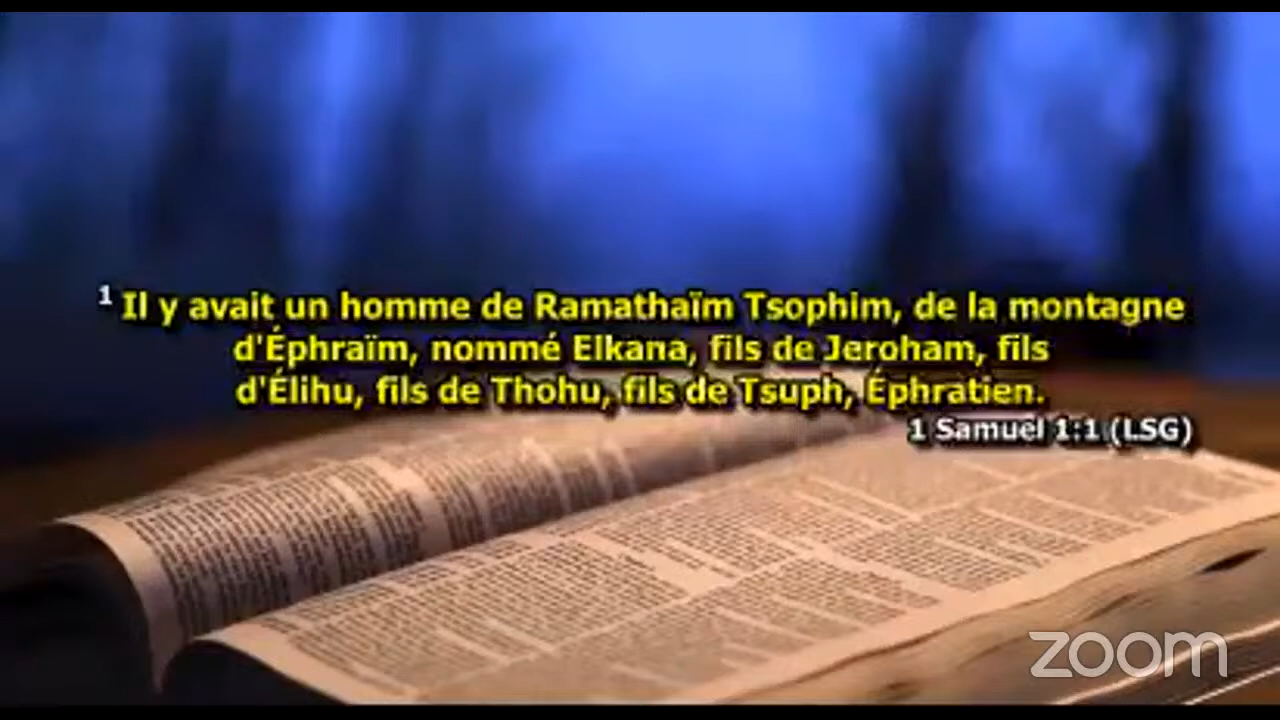 1 Il y avait un homme de Ramathaïm Tsophim, de la montagne
d'Éphraïm, nommé Elkana, fils de Jeroham, fils
d'Élihu, fils de Thohu, fils de Tsuph, Éphratien.
1 Samuel 1:1 (LSG)
zoom